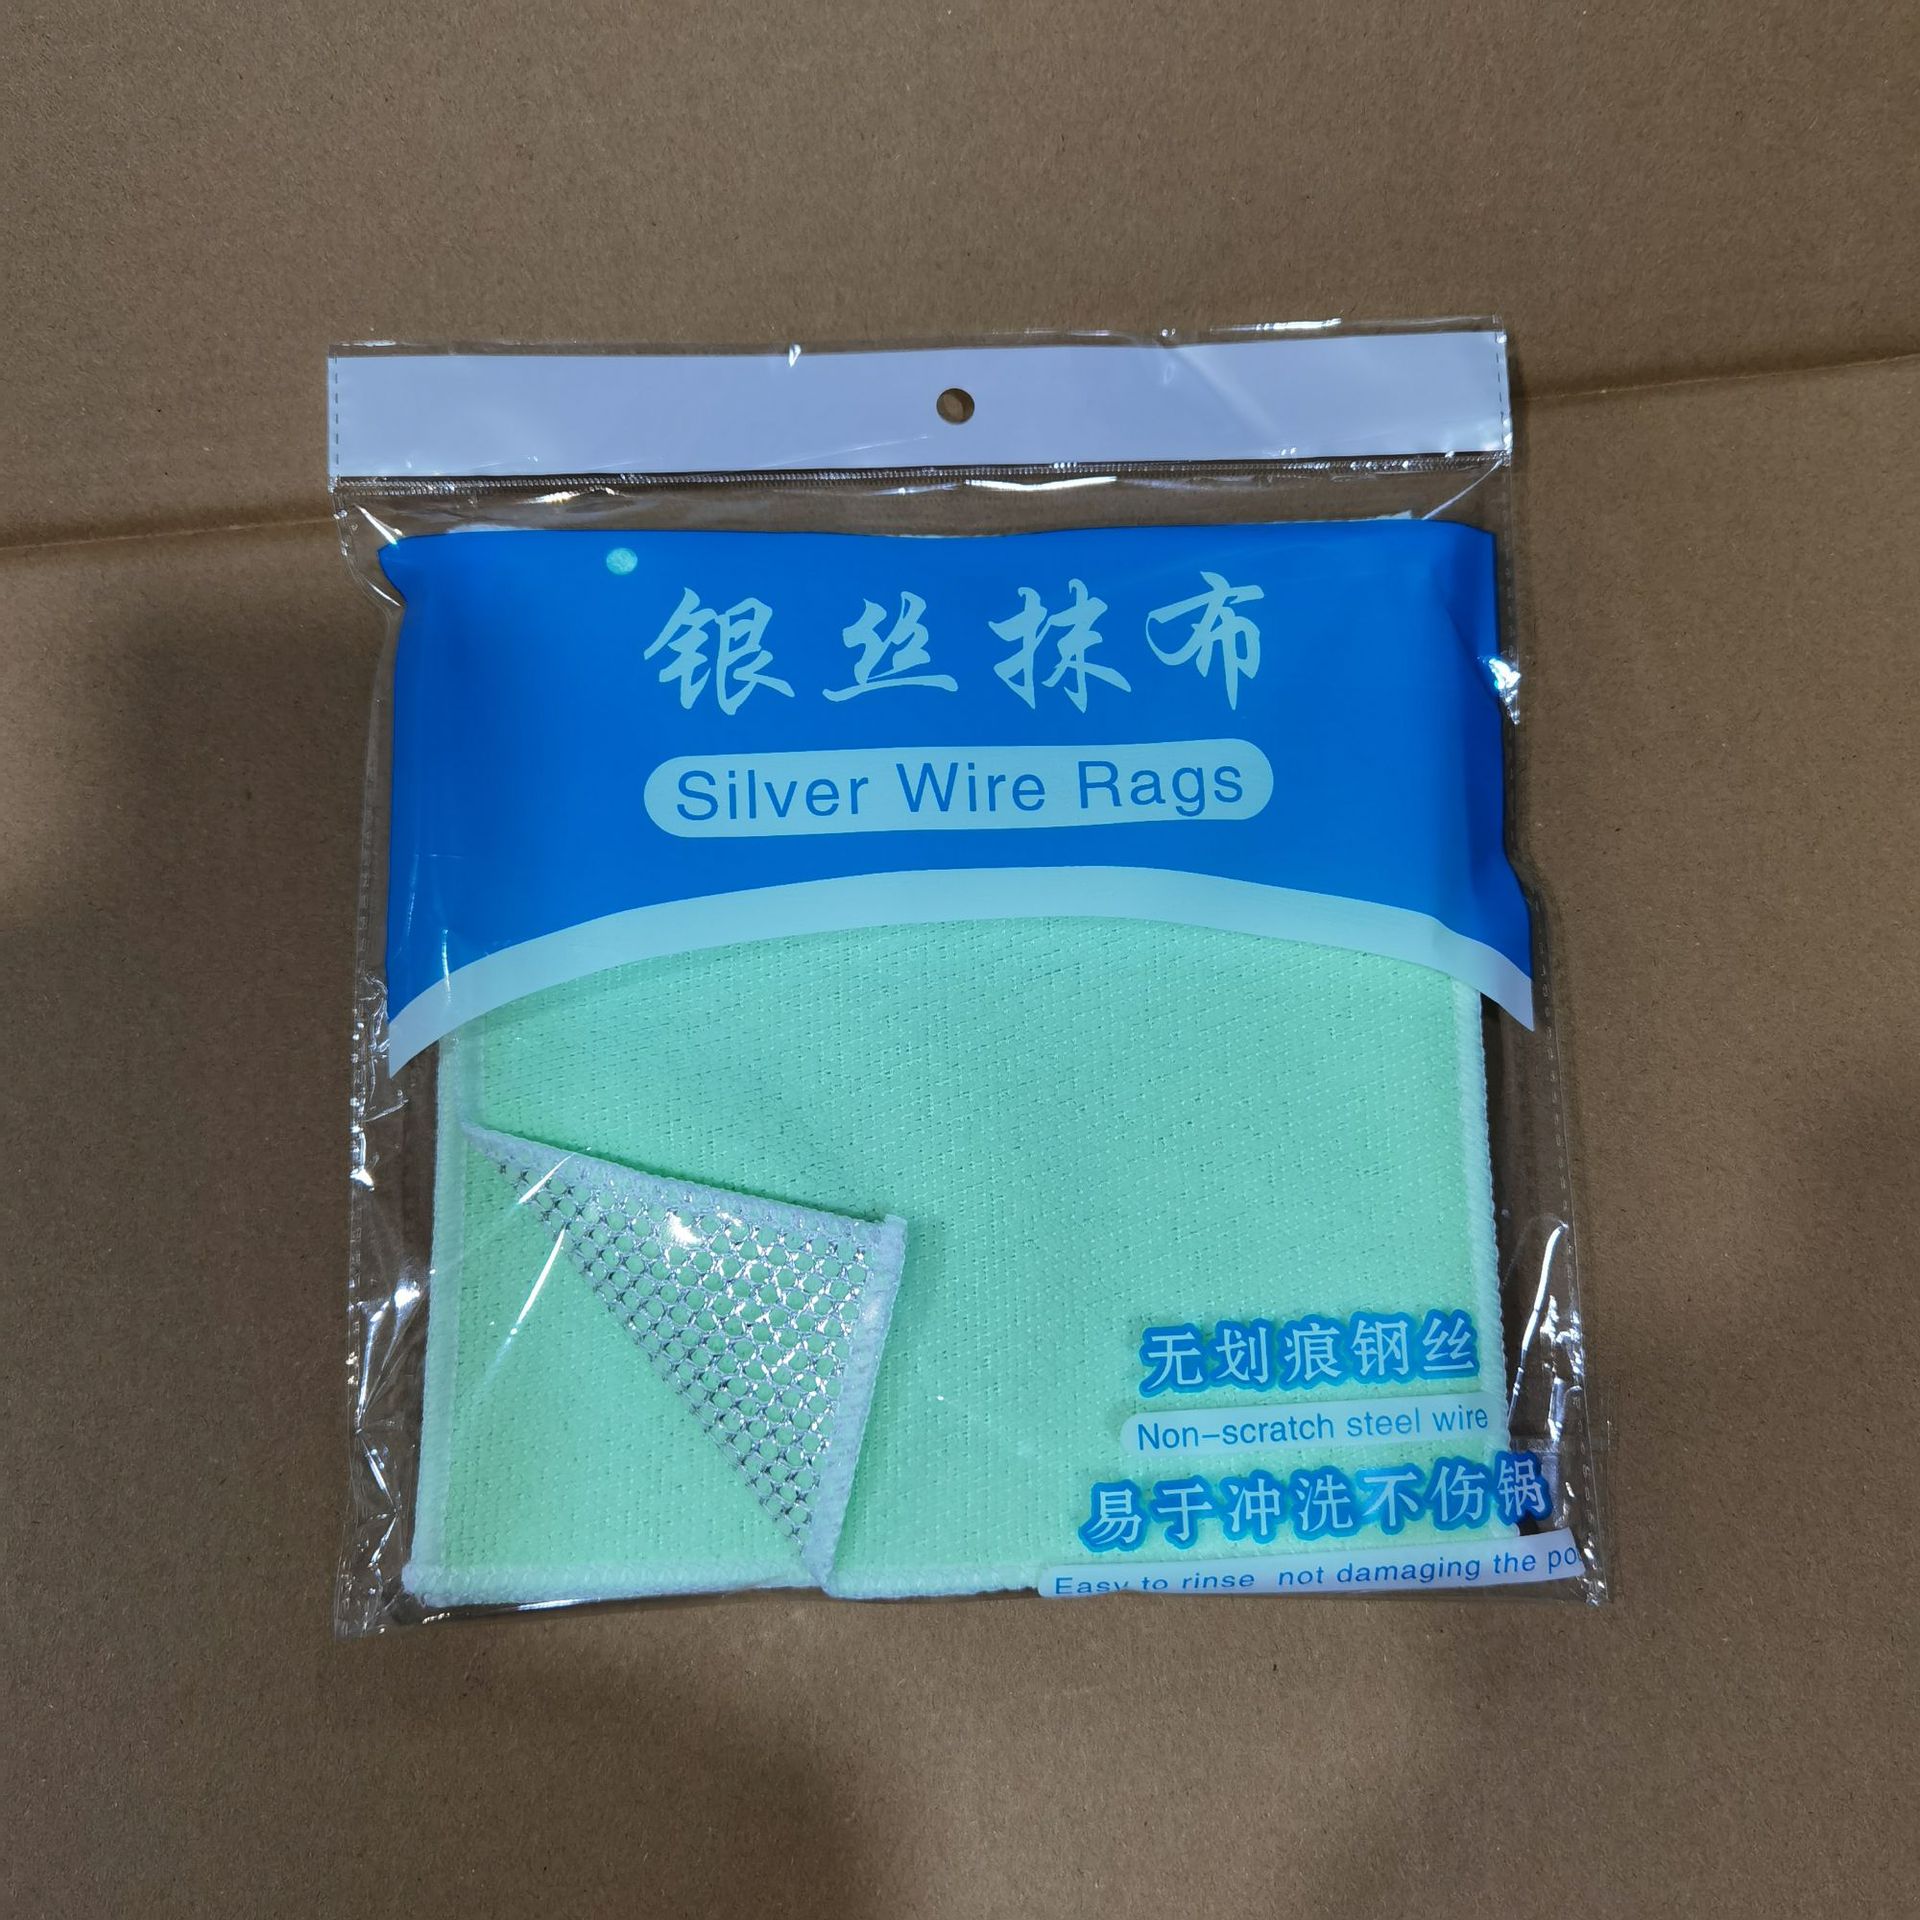 银丝抹布
Silver Wire Rags
无划痕钢丝
Non-scratch steel wire
易于冲洗不伤锅
Easy to rinse not damaging the po